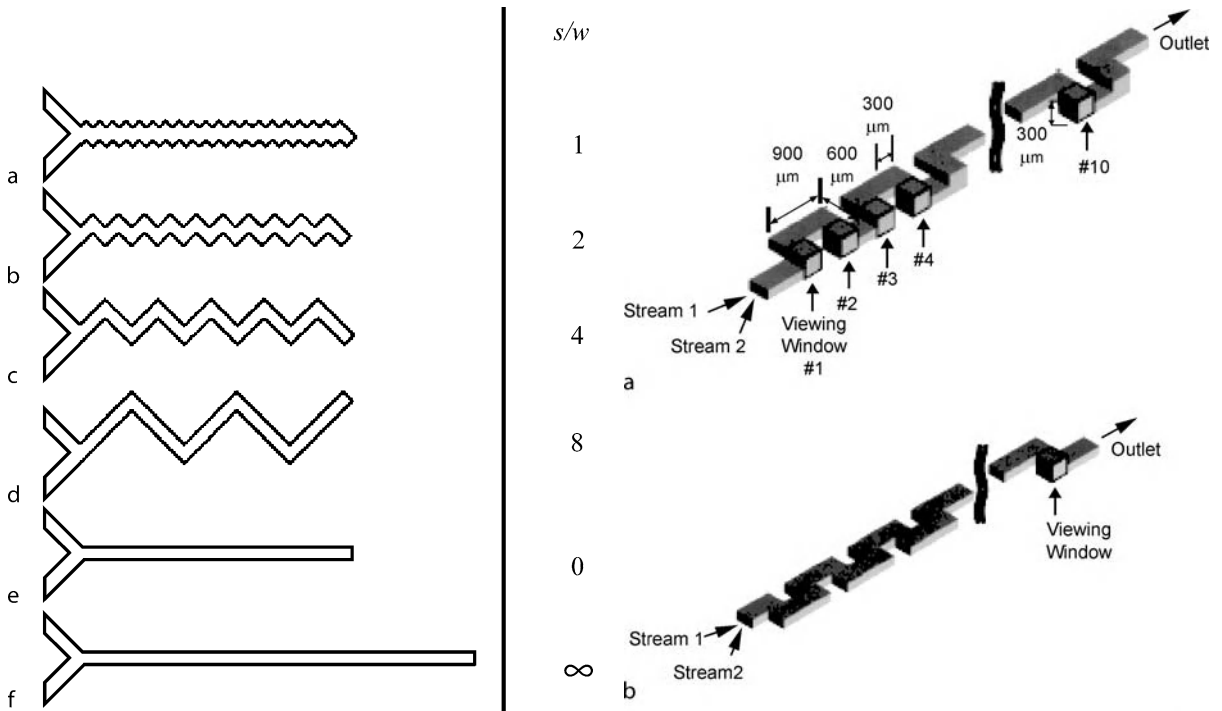 s/w
a
1
b
2
c
4
d
8
e
0
f
∞
Outlet
300
μm
900
μm
600
μm
300
μm
#10
#4
#3
#2
Stream 1
Stream 2
Viewing
Window
#1
a
Outlet
Viewing
Window
Stream 1
Stream2
b